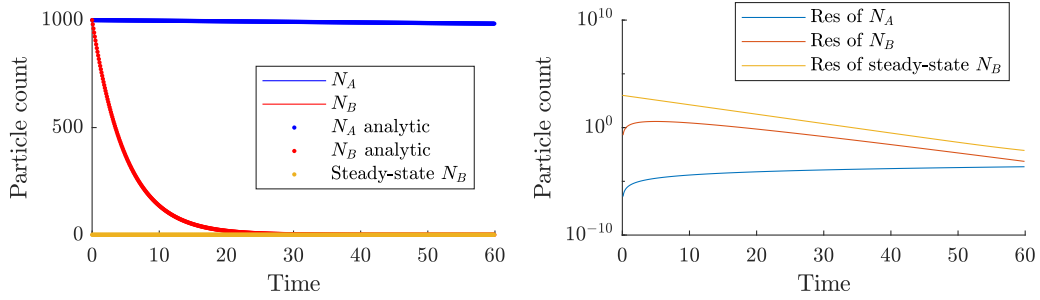 1000
500
0
0
10
20
30
40
50
60
Time
Particle count
N_A
N_B
N_A analytic
N_B analytic
Steady-state N_B
10^10
10^0
10^-10
0
10
20
30
40
50
60
Time
Particle count
Res of N_A
Res of N_B
Res of steady-state N_B